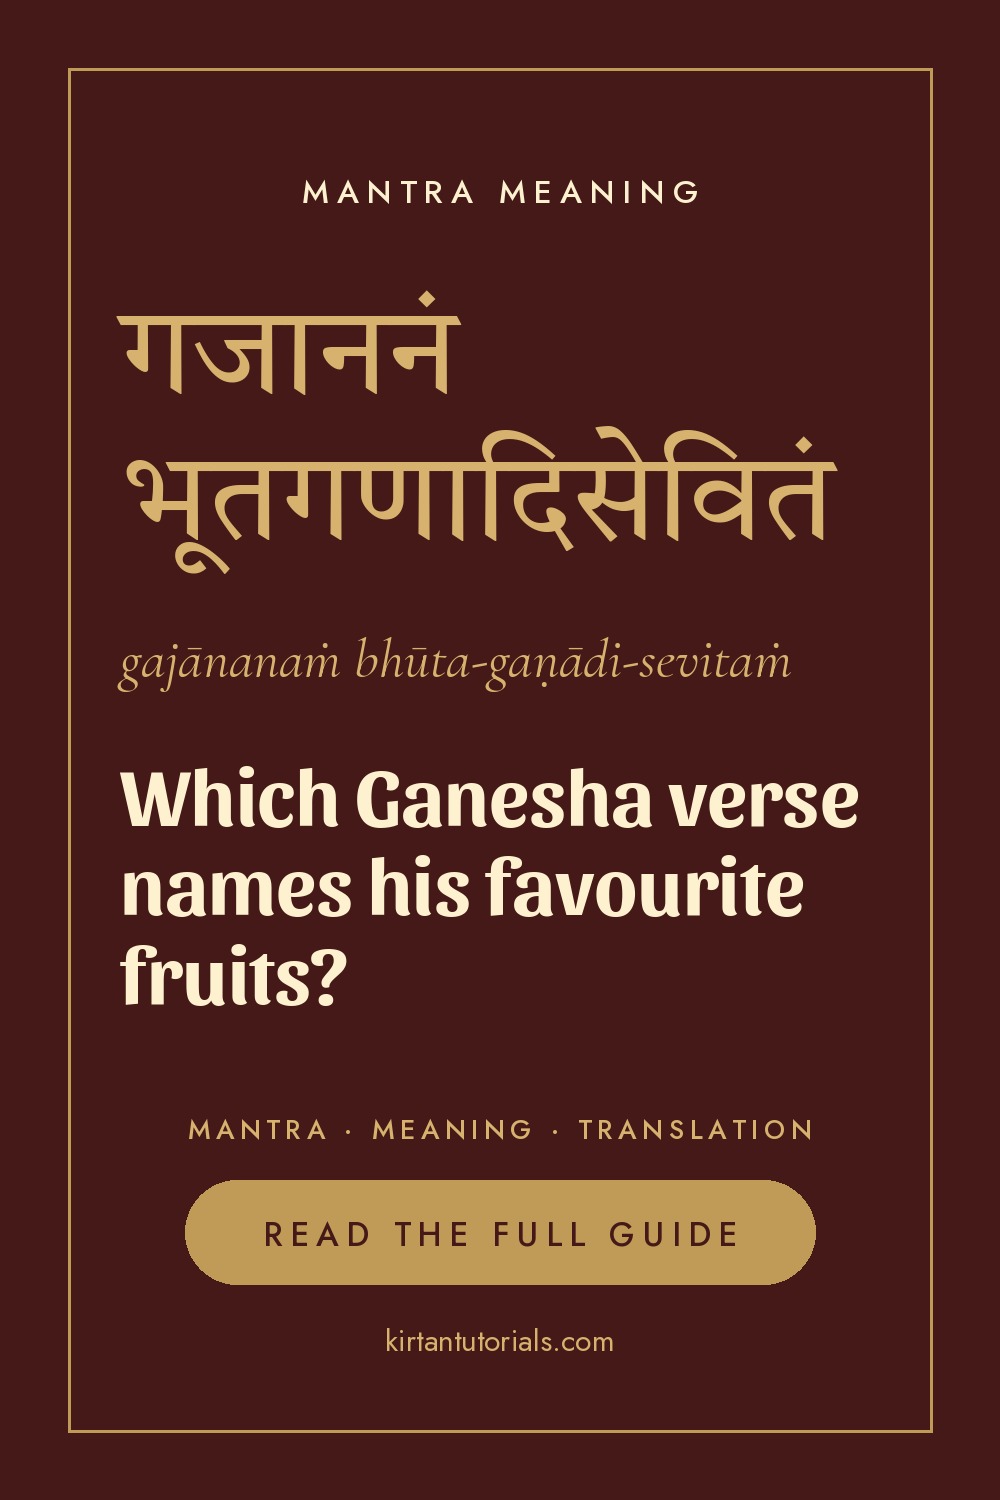 MANTRA MEANING
गजाननं
भूतगणादिसेवितं
gajānanaṁ bhūta-gaṇādi-sevitaṁ
Which Ganesha verse
names his favourite
fruits?
MANTRA · MEANING · TRANSLATION
READ THE FULL GUIDE
kirtantutorials.com